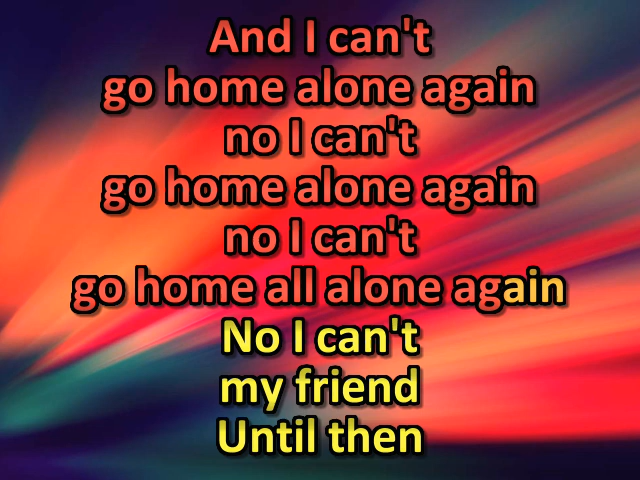 And I can't
go home alone again
no I can't
go home alone again
no I can't
go home all alone again
No I can't
my friend
Until then